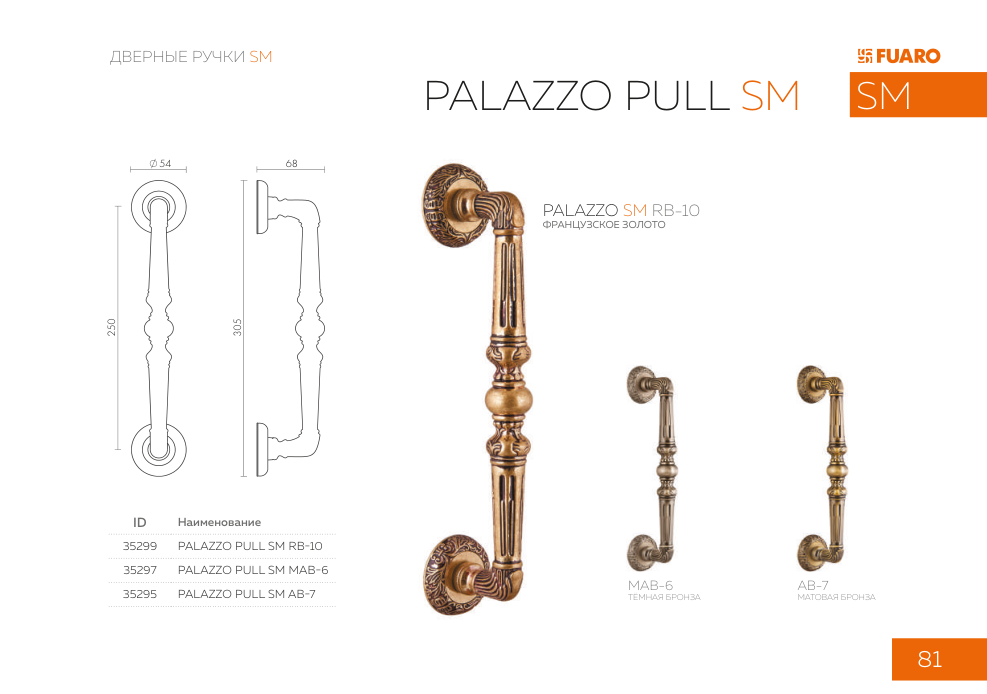 ДВЕРНЫЕ РУЧКИ SM
FUARO
PALAZZO PULL SM
SM
⌀ 54
68
250
305
PALAZZO SM RB-10
ФРАНЦУЗСКОЕ ЗОЛОТО
ID Наименование
35299 PALAZZO PULL SM RB-10
35297 PALAZZO PULL SM MAB-6
35295 PALAZZO PULL SM AB-7
MAB-6
ТЕМНАЯ БРОНЗА
AB-7
МАТОВАЯ БРОНЗА
81